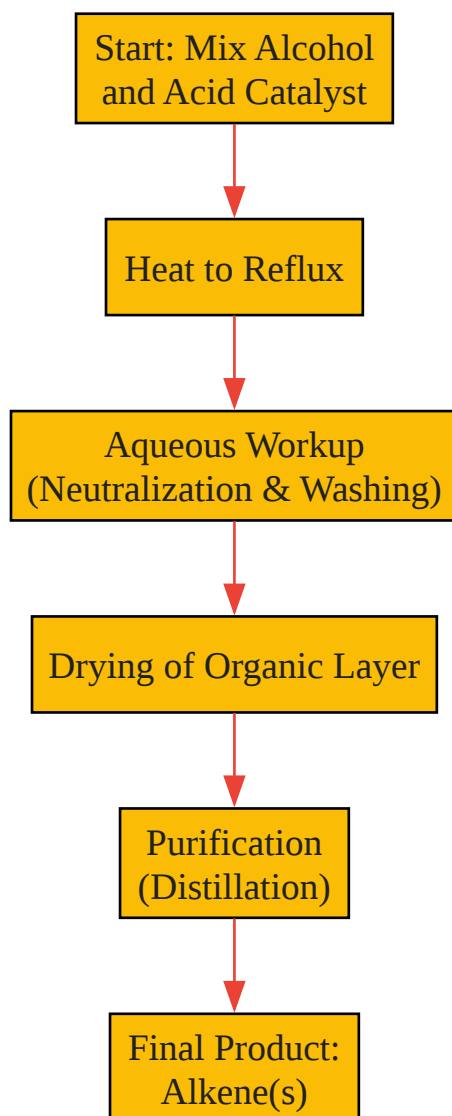 Start: Mix Alcohol
and Acid Catalyst
Heat to Reflux
Aqueous Workup
(Neutralization & Washing)
Drying of Organic Layer
Purification
(Distillation)
Final Product:
Alkene(s)